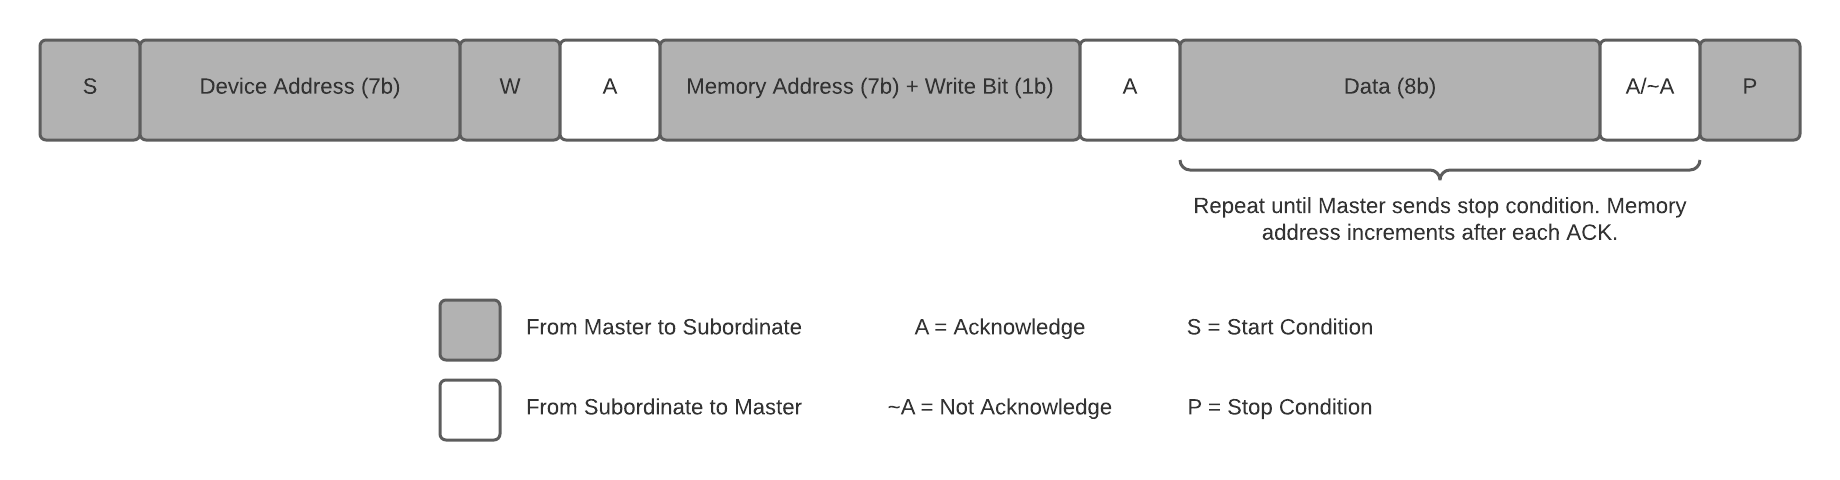 S
Device Address (7b)
W
A
Memory Address (7b) + Write Bit (1b)
A
Data (8b)
A/~A
P
Repeat until Master sends stop condition. Memory
address increments after each ACK.
From Master to Subordinate
A = Acknowledge
S = Start Condition
From Subordinate to Master
~A = Not Acknowledge
P = Stop Condition